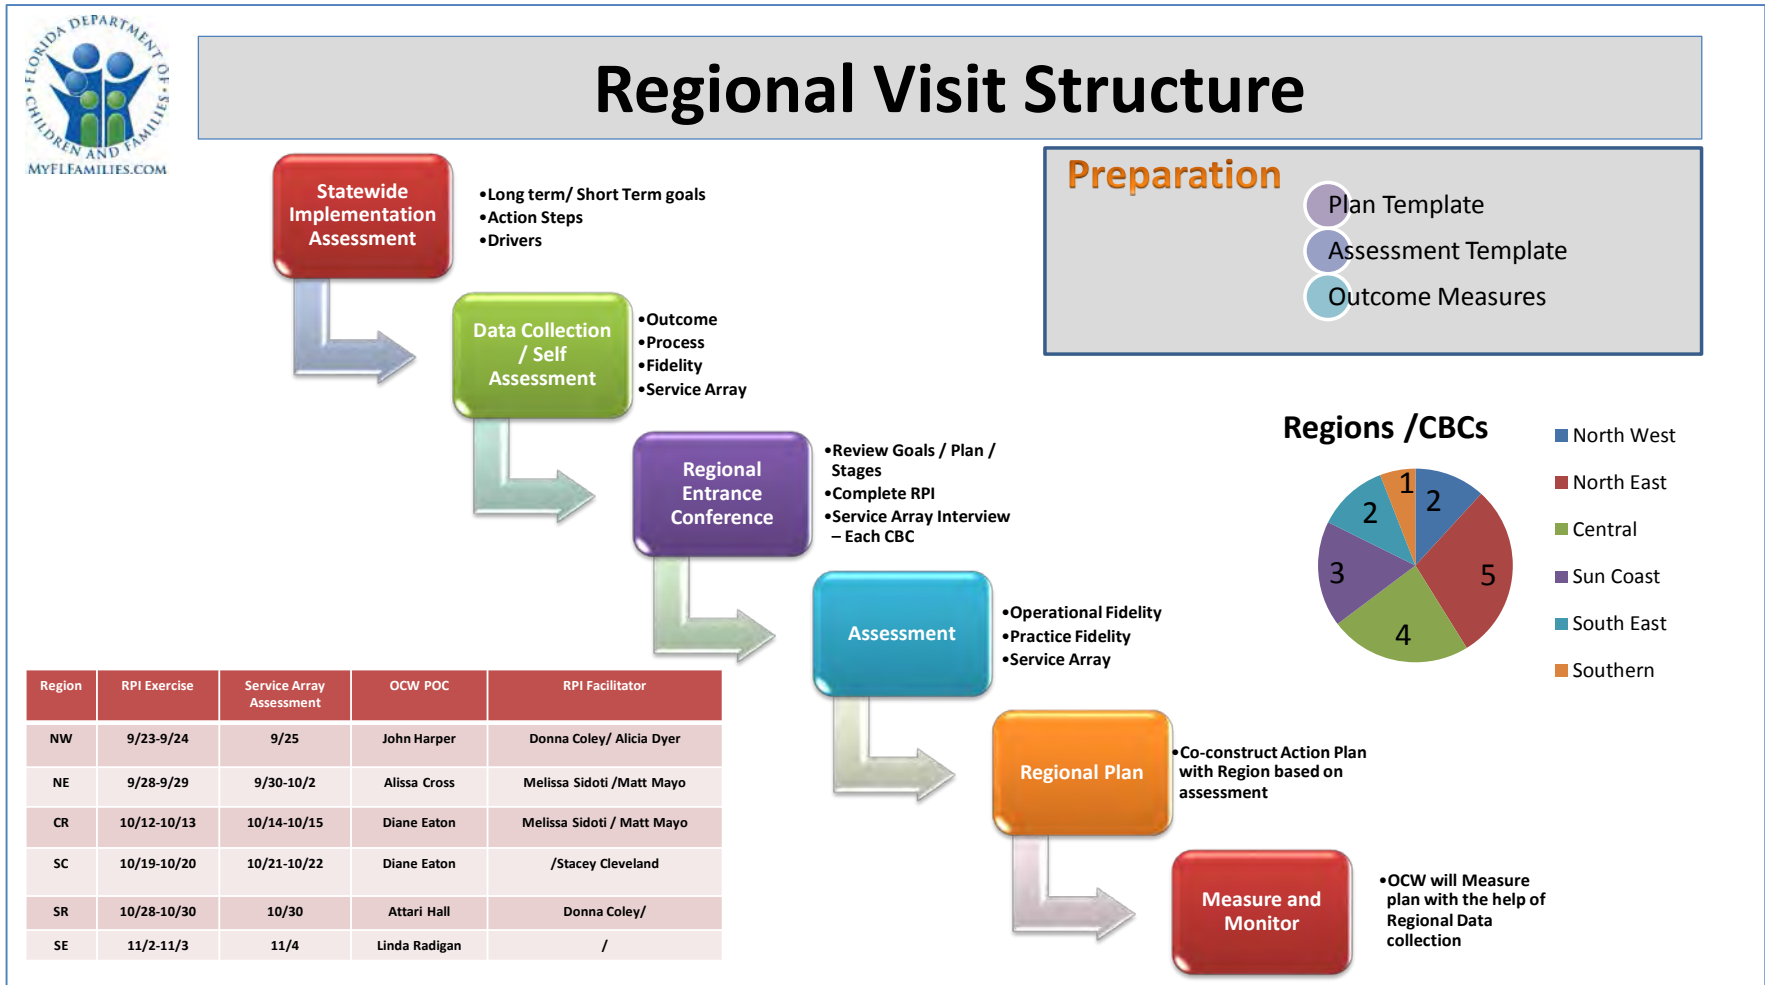 FLORIDA DEPARTMENT OF
CHILDREN AND FAMILIES
MYFLFAMILIES.COM
Regional Visit Structure
Statewide
Implementation
Assessment
•Long term/ Short Term goals
•Action Steps
•Drivers
Preparation
Plan Template
Assessment Template
Outcome Measures
Data Collection
/ Self
Assessment
•Outcome
•Process
•Fidelity
•Service Array
Regional
Entrance
Conference
•Review Goals / Plan /
Stages
•Complete RPI
•Service Array Interview
– Each CBC
Regions /CBCs
1
2
2
3
5
4
North West
North East
Central
Sun Coast
South East
Southern
Assessment
•Operational Fidelity
•Practice Fidelity
•Service Array
Regional Plan
•Co-construct Action Plan
with Region based on
assessment
Measure and
Monitor
•OCW will Measure
plan with the help of
Regional Data
collection
Region RPI Exercise Service Array OCW POC RPI Facilitator
Assessment
NW 9/23-9/24 9/25 John Harper Donna Coley/ Alicia Dyer
NE 9/28-9/29 9/30-10/2 Alissa Cross Melissa Sidoti /Matt Mayo
CR 10/12-10/13 10/14-10/15 Diane Eaton Melissa Sidoti / Matt Mayo
SC 10/19-10/20 10/21-10/22 Diane Eaton /Stacey Cleveland
SR 10/28-10/30 10/30 Attari Hall Donna Coley/
SE 11/2-11/3 11/4 Linda Radigan /